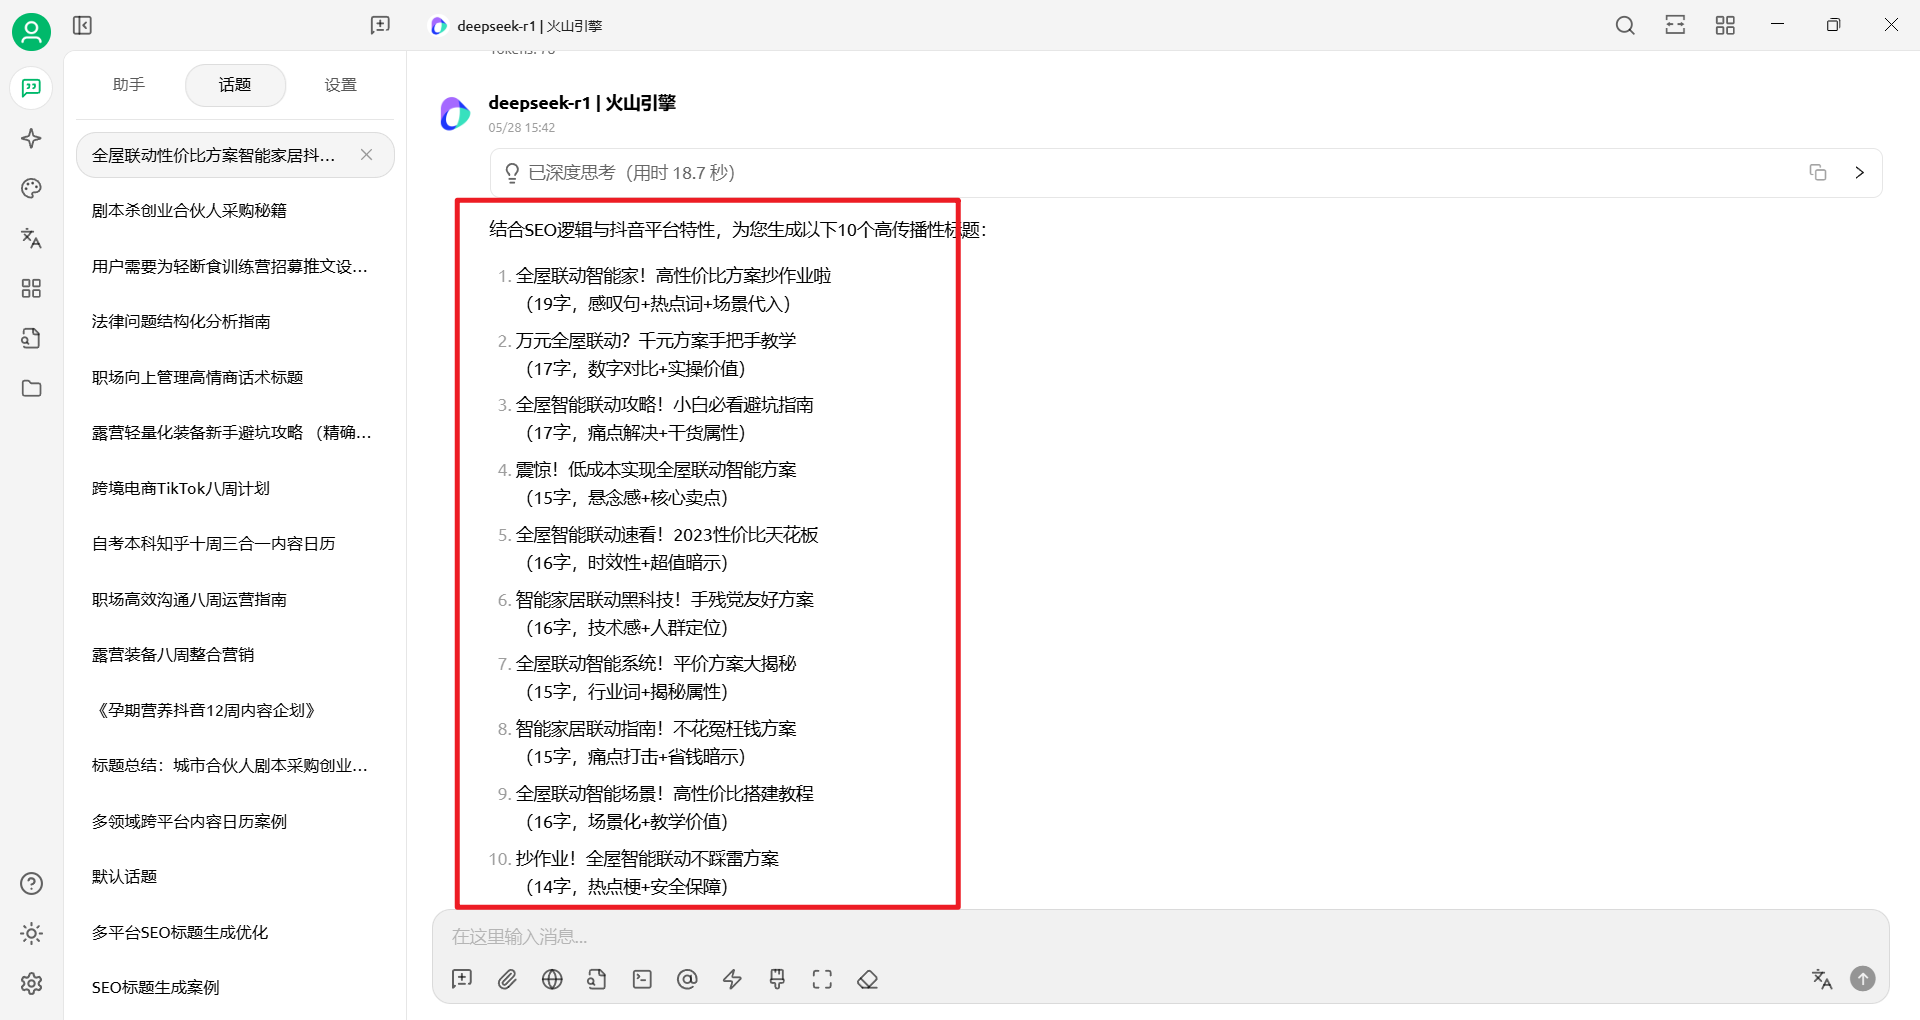 deepseek-r1 | 火山引擎
助手
话题
设置
全屋联动性价比方案智能家居抖...
剧本杀创业合伙人采购秘籍
用户需要为轻断食训练营招募推文设...
法律问题结构化分析指南
职场向上管理高情商话术标题
露营轻量化装备新手避坑攻略 （精确...
跨境电商TikTok八周计划
自考本科知乎十周三合一内容日历
职场高效沟通八周运营指南
露营装备八周整合营销
《孕期营养抖音12周内容企划》
标题总结：城市合伙人剧本采购创业...
多领域跨平台内容日历案例
默认话题
多平台SEO标题生成优化
SEO标题生成案例
deepseek-r1 | 火山引擎
05/28 15:42
已深度思考（用时 18.7 秒）
结合SEO逻辑与抖音平台特性，为您生成以下10个高传播性标题：
1. 全屋联动智能家！高性价比方案抄作业啦
（19字，感叹句+热点词+场景代入）
2. 万元全屋联动？千元方案手把手教学
（17字，数字对比+实操价值）
3. 全屋智能联动攻略！小白必看避坑指南
（17字，痛点解决+干货属性）
4. 震惊！低成本实现全屋联动智能方案
（15字，悬念感+核心卖点）
5. 全屋智能联动速看！2023性价比天花板
（16字，时效性+超值暗示）
6. 智能家居联动黑科技！手残党友好方案
（16字，技术感+人群定位）
7. 全屋联动智能系统！平价方案大揭秘
（15字，行业词+揭秘属性）
8. 智能家居联动指南！不花冤枉钱方案
（15字，痛点打击+省钱暗示）
9. 全屋联动智能场景！高性价比搭建教程
（16字，场景化+教学价值）
10. 抄作业！全屋智能联动不踩雷方案
（14字，热点梗+安全保障）
在这里输入消息...